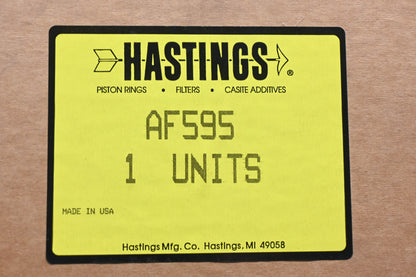 HASTINGS®
PISTON RINGS • FILTERS • CASITE ADDITIVES
AF595
1 UNITS
MADE IN USA
Hastings Mfg. Co. Hastings, MI 49058